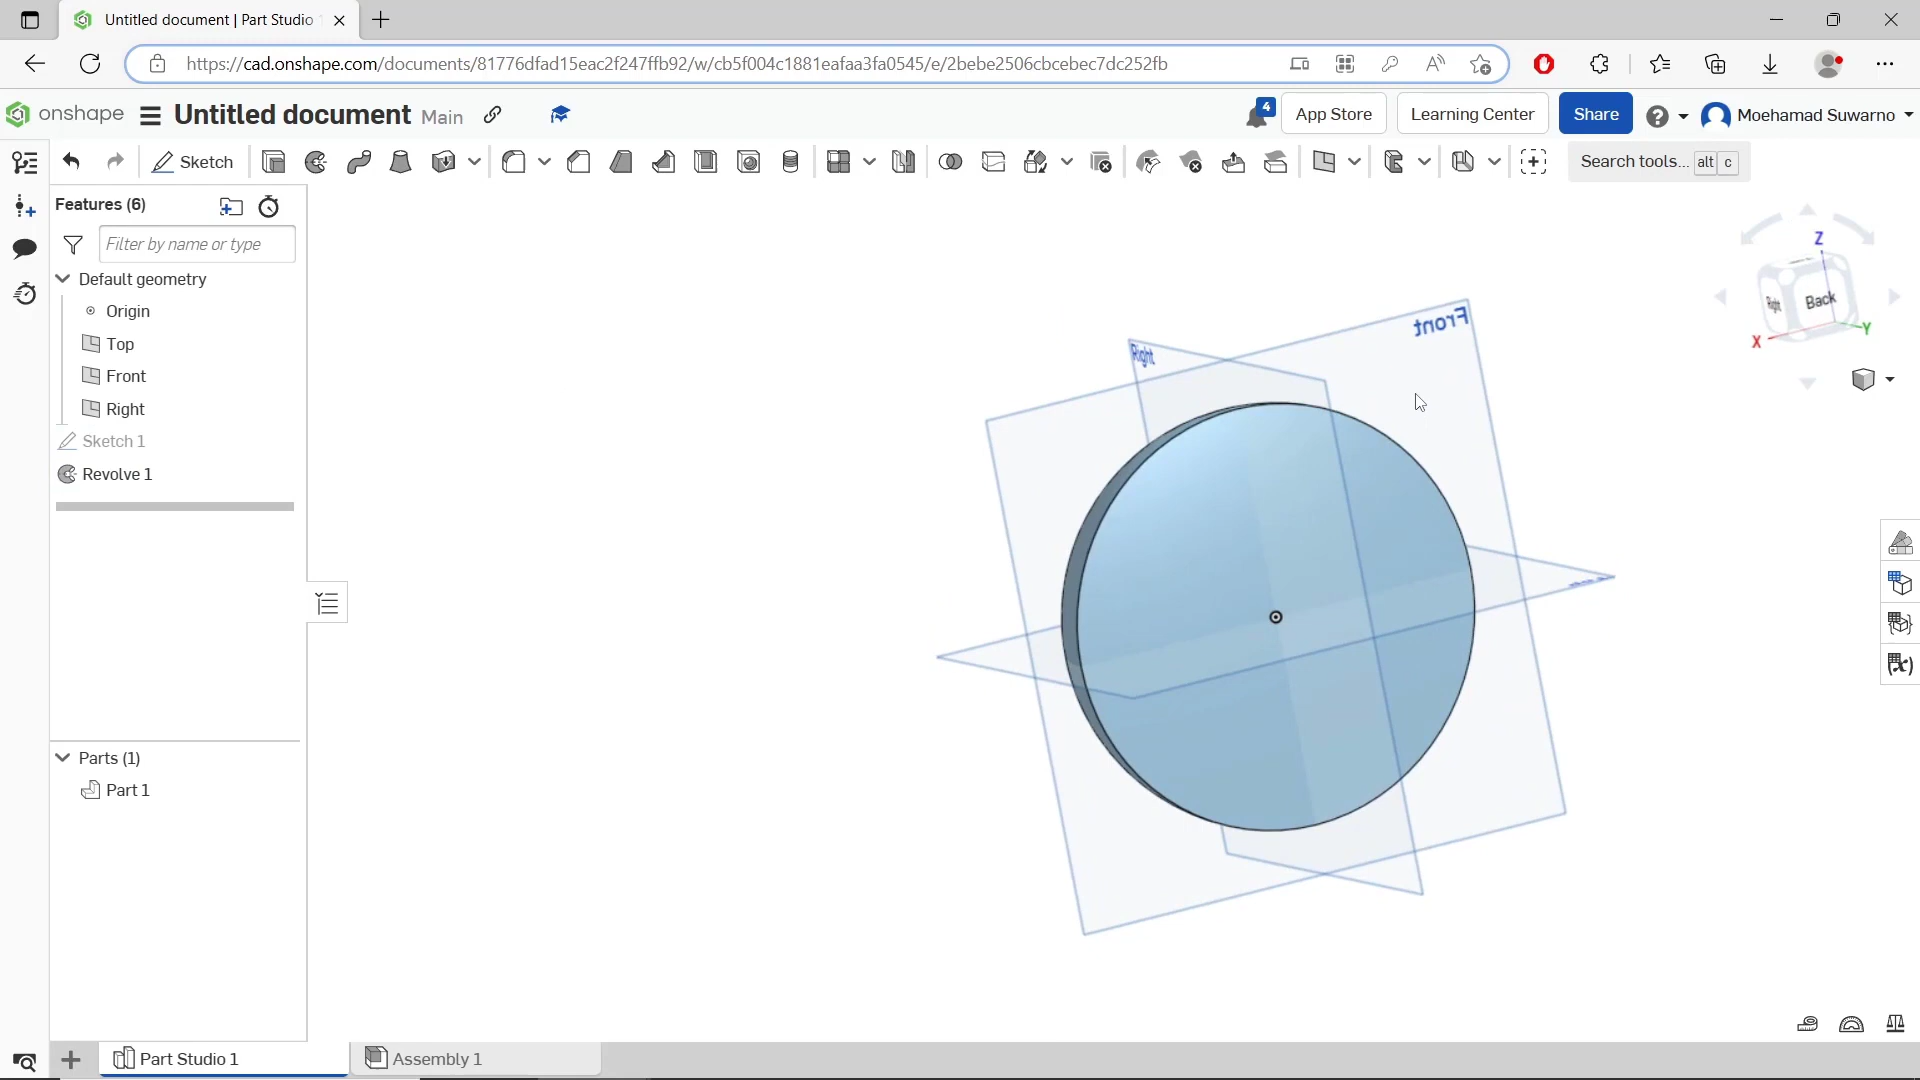 Untitled document | Part Studio
https://cad.onshape.com/documents/81776dfad15eac2f247ffb92/w/cb5f004c1881eafaa3fa0545/e/2bebe2506cbcebec7dc252fb
onshape Untitled document Main 4 App Store Learning Center Share Moehamad Suwarno
Sketch Search tools... alt c
Features (6)
Filter by name or type
Default geometry
Origin
Top
Front
Right
Sketch 1
Revolve 1
Parts (1)
Part 1
Front
Right
Z
Right
Back
X
Y
(x)
Part Studio 1
Assembly 1